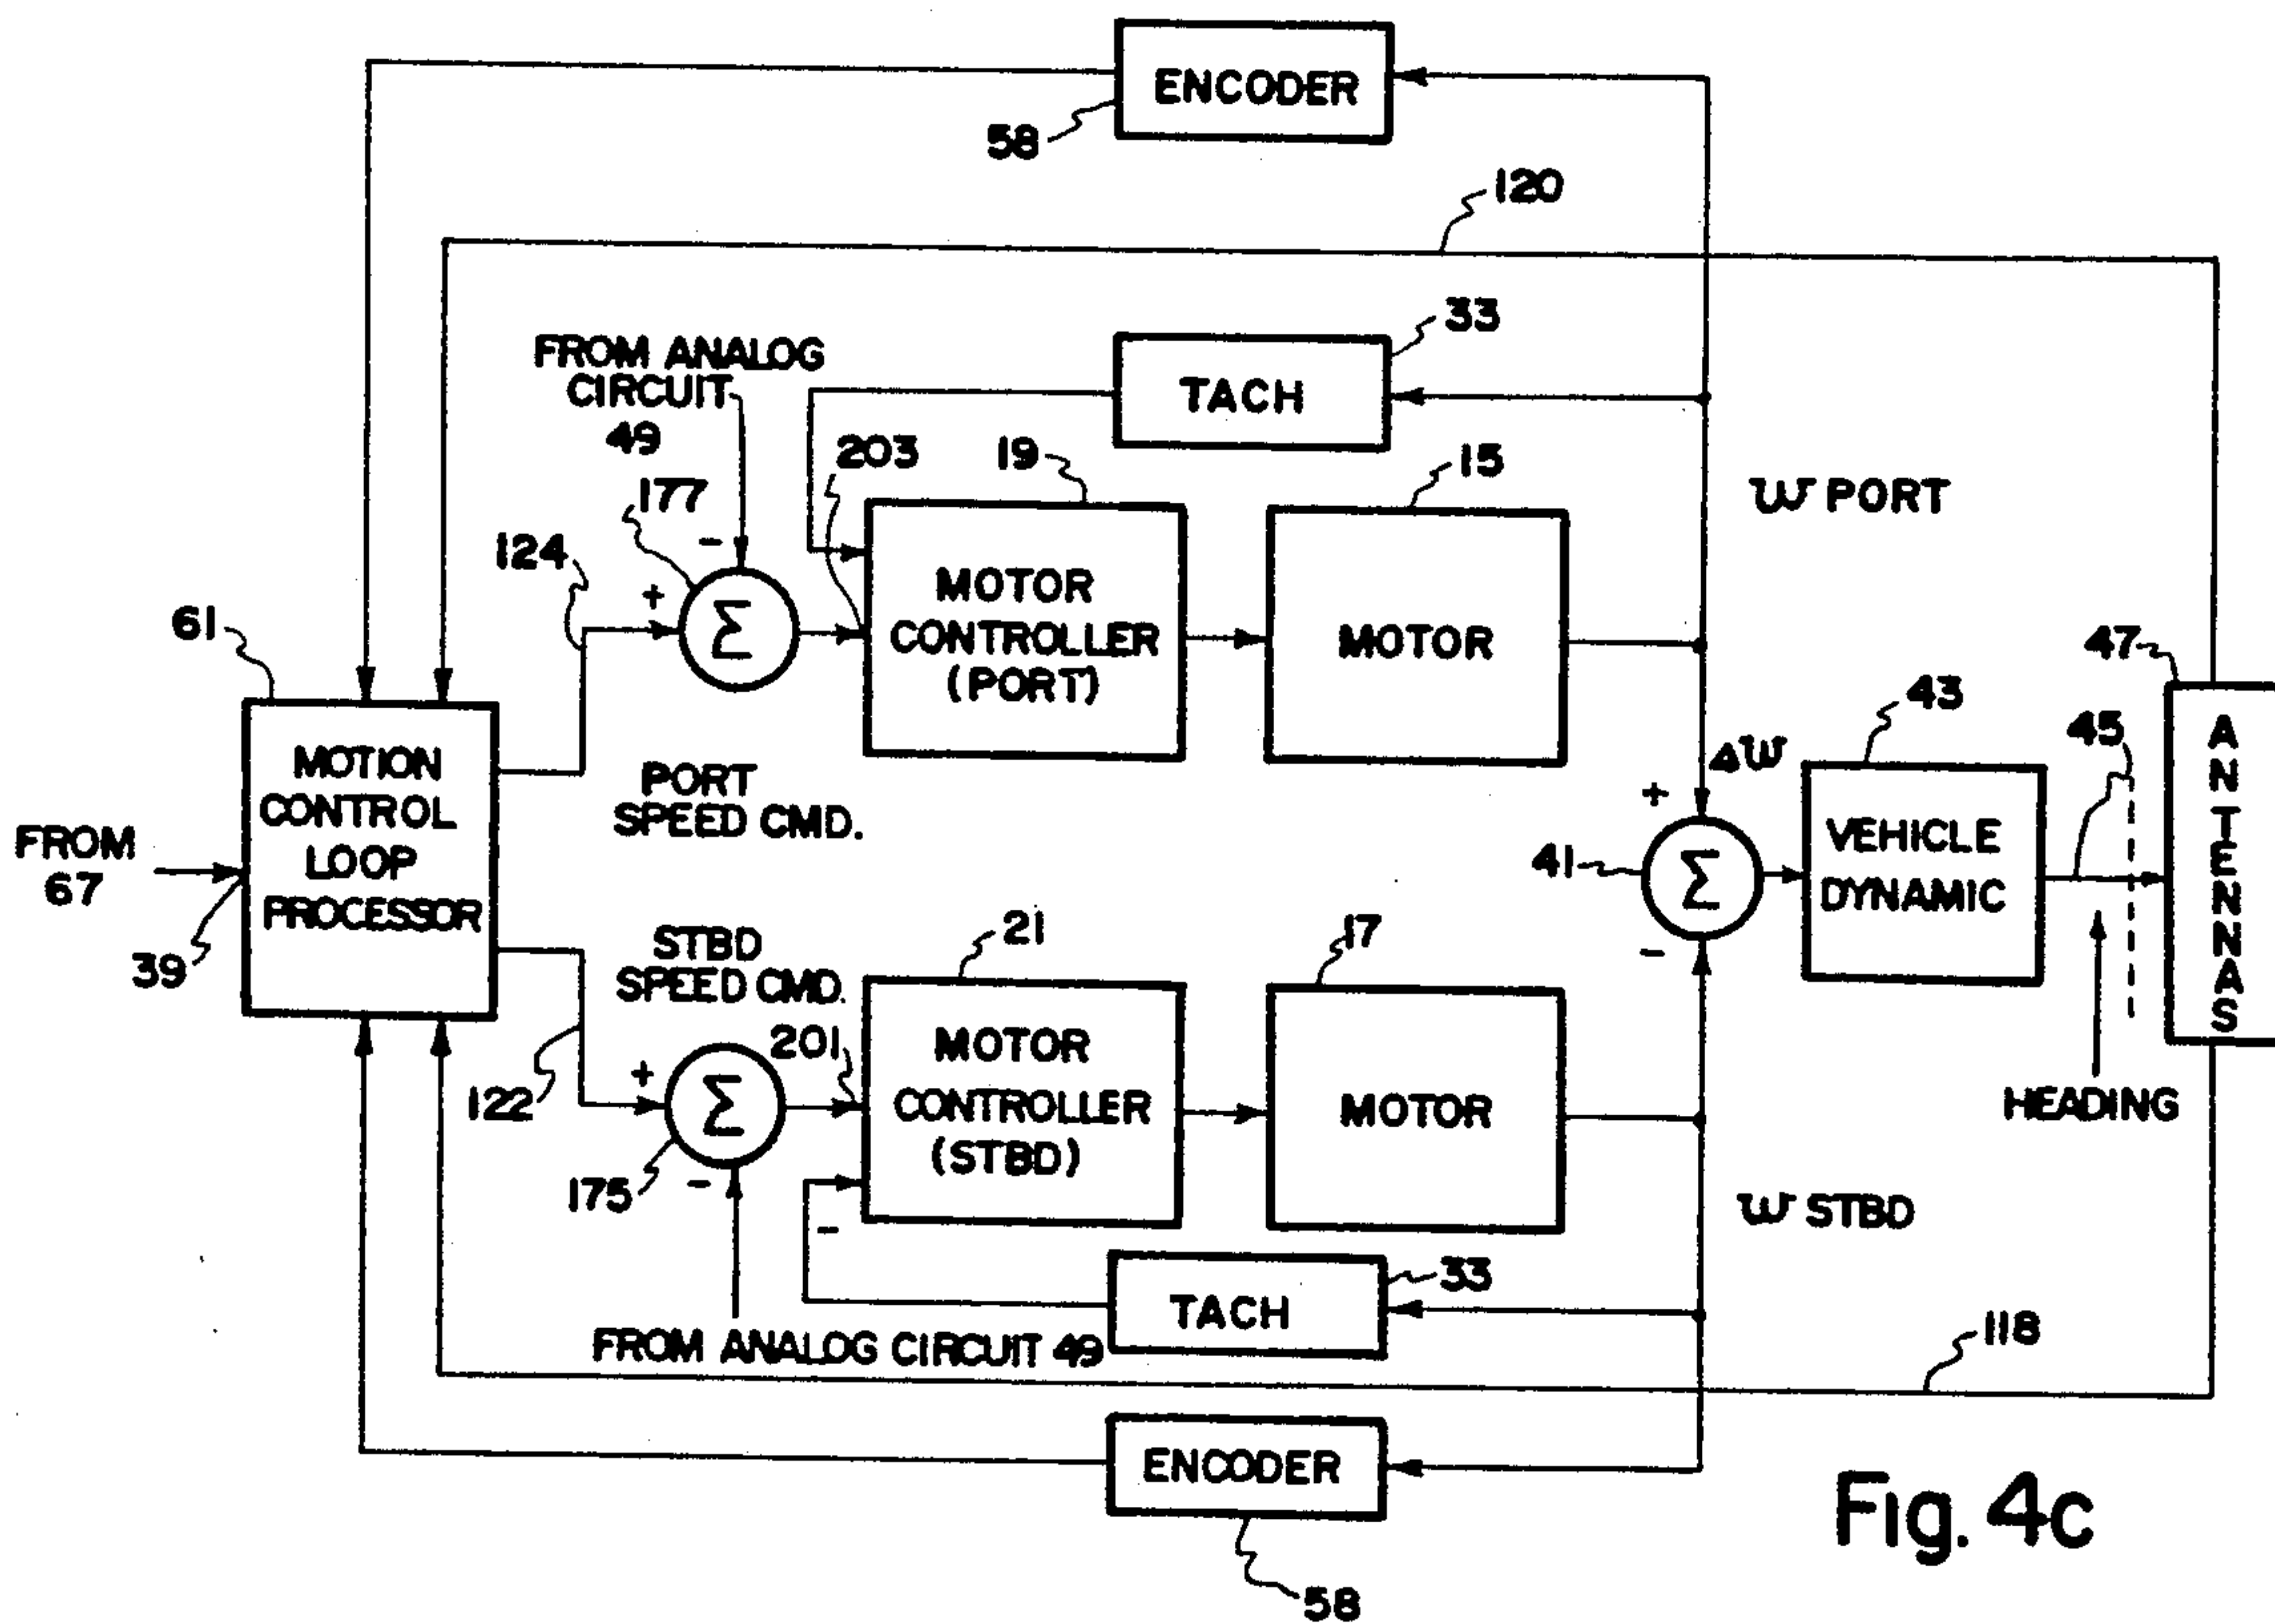 ENCODER
58
120
33
TACH
FROM ANALOG
CIRCUIT
49
177
203
19
15
W PORT
-
+
124
Σ
MOTOR
CONTROLLER
(PORT)
MOTOR
61
47
43
45
ΔW
MOTION
CONTROL
LOOP
PROCESSOR
PORT
SPEED CMD.
+
FROM
67
39
41
Σ
-
VEHICLE
DYNAMIC
ANTENNAS
HEADING
STBD
SPEED CMD.
21
17
201
122
+
Σ
-
175
MOTOR
CONTROLLER
(STBD)
MOTOR
W STBD
-
33
TACH
FROM ANALOG CIRCUIT 49
118
ENCODER
58
Fig. 4c